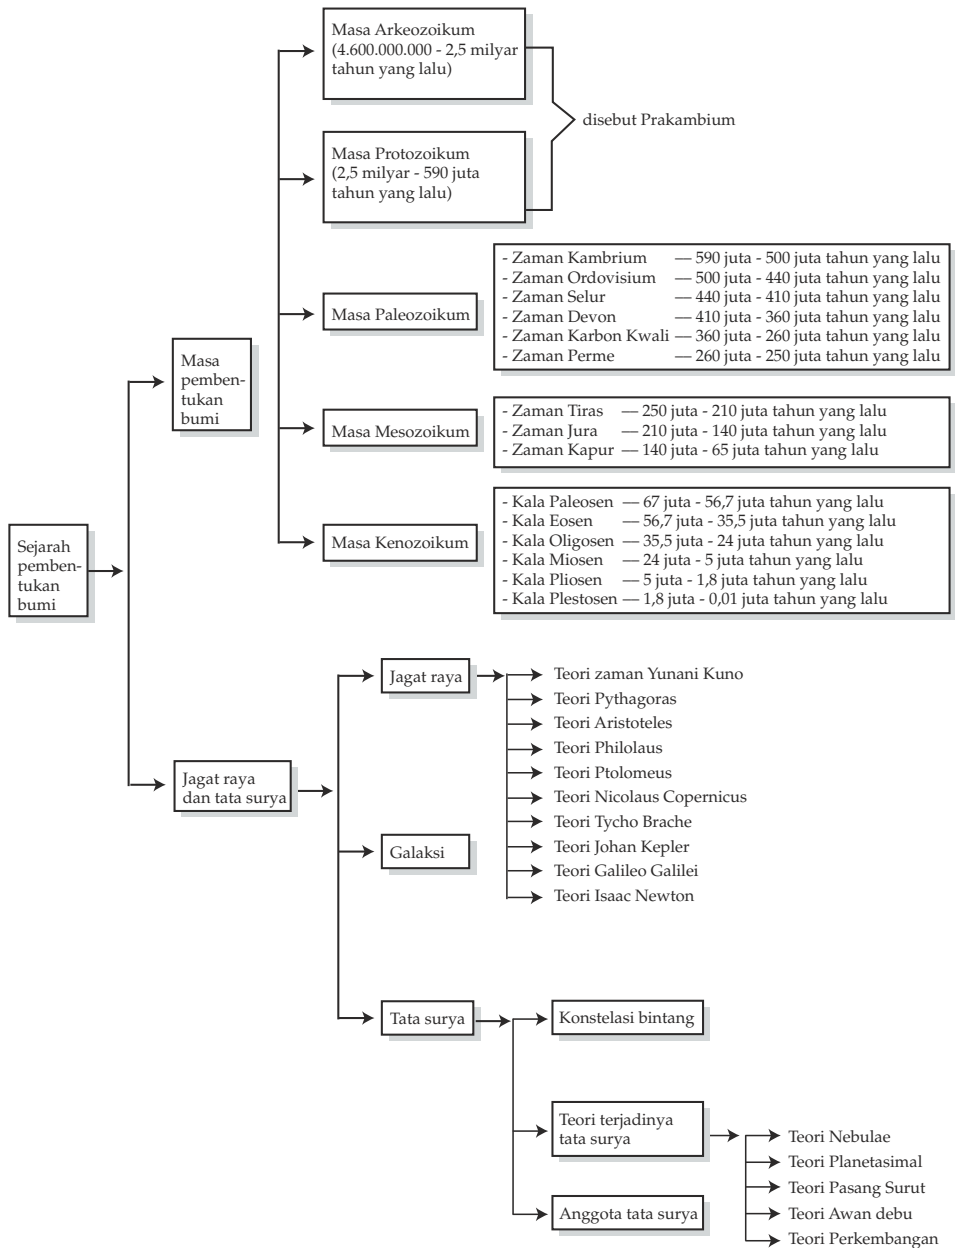 Masa Arkeozoikum
(4.600.000.000 - 2,5 milyar
tahun yang lalu)
disebut Prakambium
Masa Protozoikum
(2,5 milyar - 590 juta
tahun yang lalu)
Masa Paleozoikum
- Zaman Kambrium — 590 juta - 500 juta tahun yang lalu
- Zaman Ordovisium — 500 juta - 440 juta tahun yang lalu
- Zaman Selur — 440 juta - 410 juta tahun yang lalu
- Zaman Devon — 410 juta - 360 juta tahun yang lalu
- Zaman Karbon Kwali — 360 juta - 260 juta tahun yang lalu
- Zaman Perme — 260 juta - 250 juta tahun yang lalu
Masa
pemben-
tukan
bumi
Masa Mesozoikum
- Zaman Tiras — 250 juta - 210 juta tahun yang lalu
- Zaman Jura — 210 juta - 140 juta tahun yang lalu
- Zaman Kapur — 140 juta - 65 juta tahun yang lalu
Masa Kenozoikum
- Kala Paleosen — 67 juta - 56,7 juta tahun yang lalu
- Kala Eosen — 56,7 juta - 35,5 juta tahun yang lalu
- Kala Oligosen — 35,5 juta - 24 juta tahun yang lalu
- Kala Miosen — 24 juta - 5 juta tahun yang lalu
- Kala Pliosen — 5 juta - 1,8 juta tahun yang lalu
- Kala Plestosen — 1,8 juta - 0,01 juta tahun yang lalu
Sejarah
pemben-
tukan
bumi
Jagat raya
dan tata surya
Jagat raya
Teori zaman Yunani Kuno
Teori Pythagoras
Teori Aristoteles
Teori Philolaus
Teori Ptolomeus
Teori Nicolaus Copernicus
Teori Tycho Brache
Teori Johan Kepler
Teori Galileo Galilei
Teori Isaac Newton
Galaksi
Tata surya
Konstelasi bintang
Teori terjadinya
tata surya
Teori Nebulae
Teori Planetasimal
Teori Pasang Surut
Teori Awan debu
Teori Perkembangan
Anggota tata surya